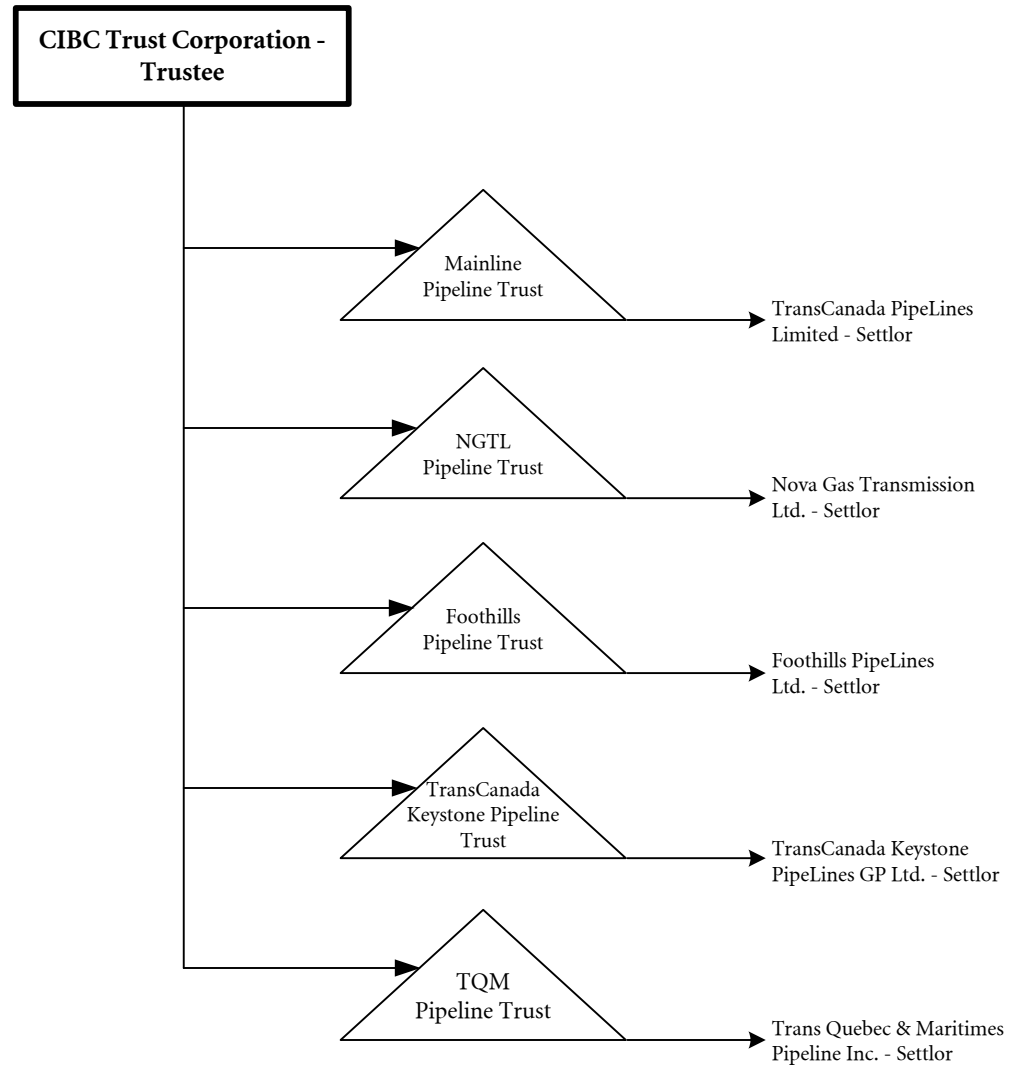 CIBC Trust Corporation -
Trustee
Mainline
Pipeline Trust
TransCanada PipeLines
Limited - Settlor
NGTL
Pipeline Trust
Nova Gas Transmission
Ltd. - Settlor
Foothills
Pipeline Trust
Foothills PipeLines
Ltd. - Settlor
TransCanada
Keystone Pipeline
Trust
TransCanada Keystone
PipeLines GP Ltd. - Settlor
TQM
Pipeline Trust
Trans Quebec & Maritimes
Pipeline Inc. - Settlor